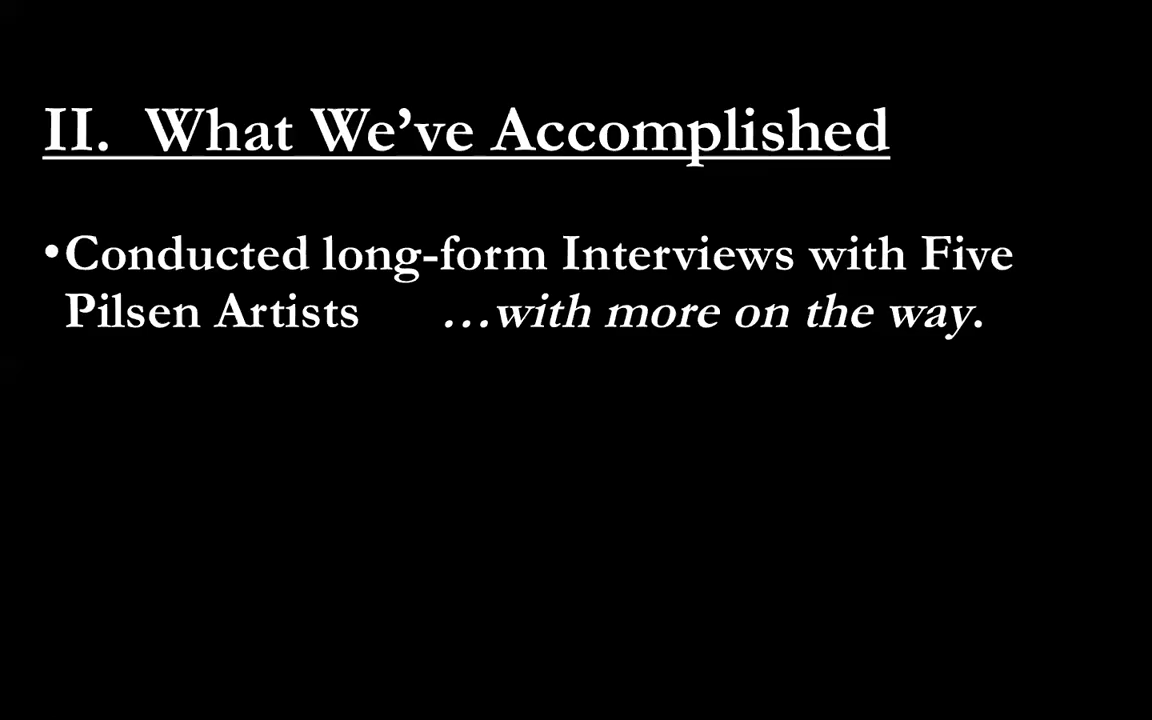 II. What We’ve Accomplished
•Conducted long-form Interviews with Five
Pilsen Artists …with more on the way.